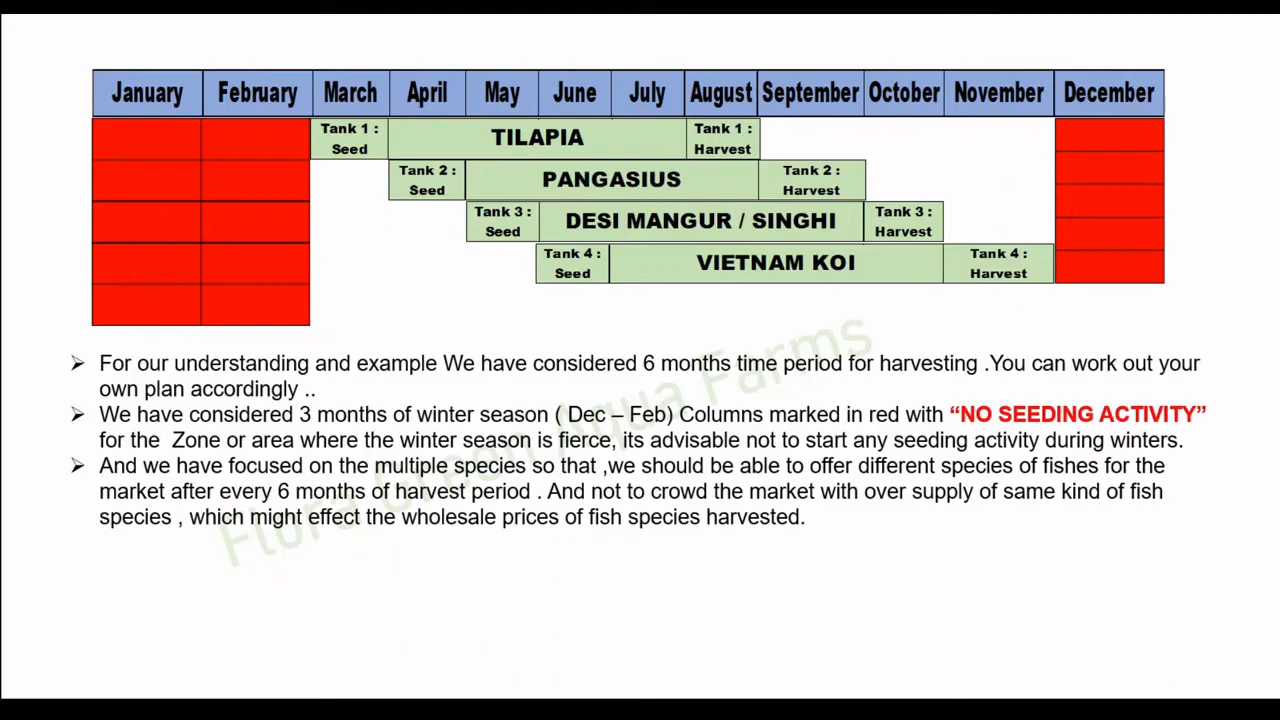 January February March April May June July August September October November December
Tank 1 :
Seed
TILAPIA
Tank 1 :
Harvest
Tank 2 :
Seed
PANGASIUS
Tank 2 :
Harvest
Tank 3 :
Seed
DESI MANGUR / SINGHI
Tank 3 :
Harvest
Tank 4 :
Seed
VIETNAM KOI
Tank 4 :
Harvest
For our understanding and example We have considered 6 months time period for harvesting .You can work out your
own plan accordingly ..
We have considered 3 months of winter season ( Dec – Feb) Columns marked in red with “NO SEEDING ACTIVITY”
for the Zone or area where the winter season is fierce, its advisable not to start any seeding activity during winters.
And we have focused on the multiple species so that ,we should be able to offer different species of fishes for the
market after every 6 months of harvest period . And not to crowd the market with over supply of same kind of fish
species , which might effect the wholesale prices of fish species harvested.
Flora Green Aqua Farms